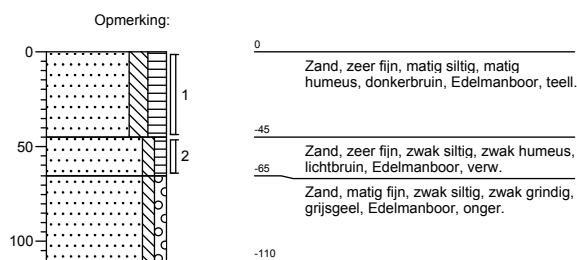 Opmerking:
0
50
100
1
2
0
Zand, zeer fijn, matig siltig, matig
humeus, donkerbruin, Edelmanboor, teell.
-45
Zand, zeer fijn, zwak siltig, zwak humeus,
lichtbruin, Edelmanboor, verw.
-65
Zand, matig fijn, zwak siltig, zwak grindig,
grijsgeel, Edelmanboor, onger.
-110